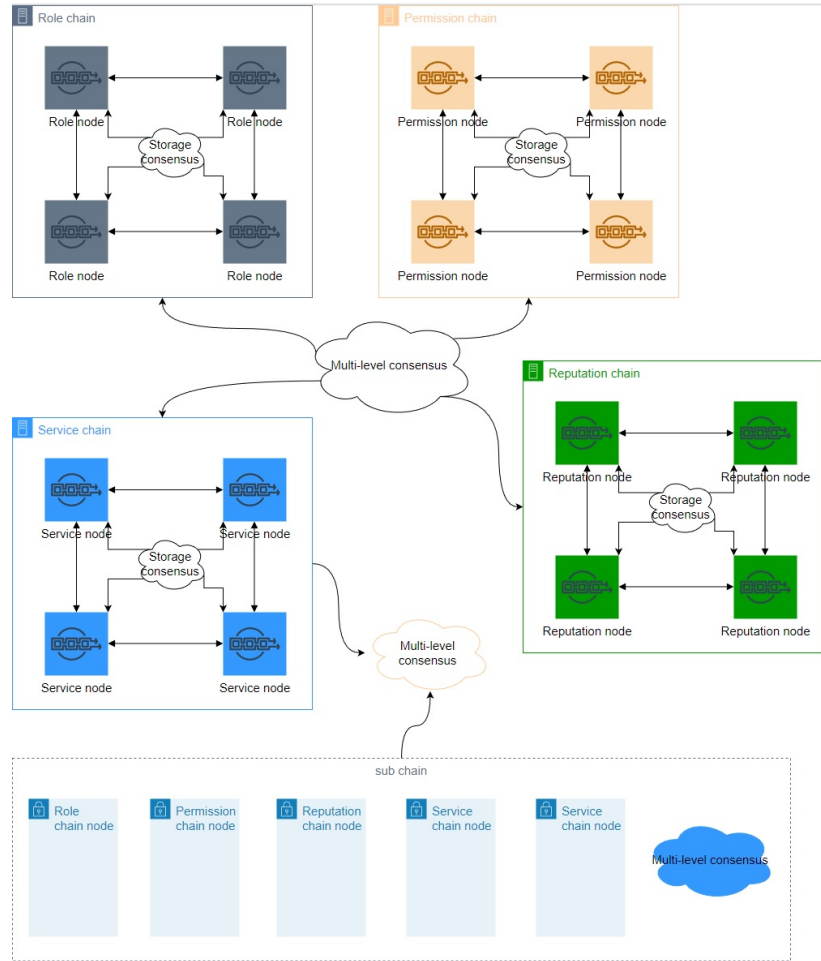 Role chain
Permission chain
Role node
Role node
Permission node
Permission node
Storage
consensus
Storage
consensus
Role node
Role node
Permission node
Permission node
Multi-level consensus
Reputation chain
Service chain
Reputation node
Reputation node
Storage
consensus
Service node
Service node
Storage
consensus
Reputation node
Reputation node
Multi-level
consensus
Service node
Service node
sub chain
Role
chain node
Permission
chain node
Reputation
chain node
Service
chain node
Service
chain node
Multi-level consensus